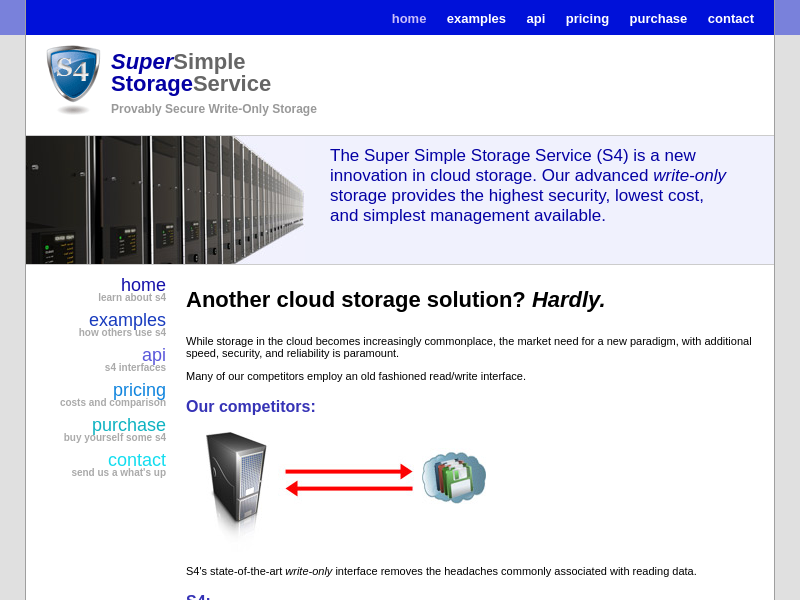 home examples api pricing purchase contact
S4
SuperSimple
StorageService
Provably Secure Write-Only Storage
The Super Simple Storage Service (S4) is a new
innovation in cloud storage. Our advanced write-only
storage provides the highest security, lowest cost,
and simplest management available.
home
learn about s4
examples
how others use s4
api
s4 interfaces
pricing
costs and comparison
purchase
buy yourself some s4
contact
send us a what's up
Another cloud storage solution? Hardly.
While storage in the cloud becomes increasingly commonplace, the market need for a new paradigm, with additional
speed, security, and reliability is paramount.
Many of our competitors employ an old fashioned read/write interface.
Our competitors:
S4's state-of-the-art write-only interface removes the headaches commonly associated with reading data.
S4: